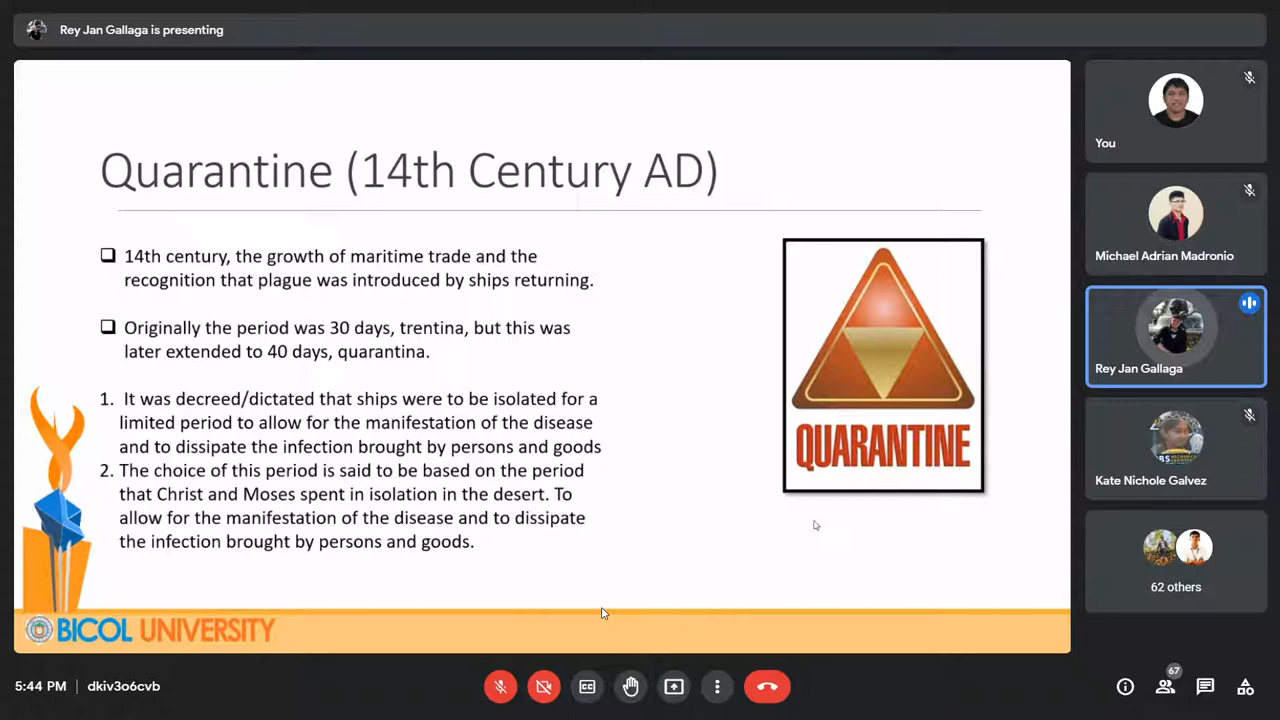 Rey Jan Gallaga is presenting
Quarantine (14th Century AD)
❑ 14th century, the growth of maritime trade and the
recognition that plague was introduced by ships returning.
❑ Originally the period was 30 days, trentina, but this was
later extended to 40 days, quarantina.
1. It was decreed/dictated that ships were to be isolated for a
limited period to allow for the manifestation of the disease
and to dissipate the infection brought by persons and goods
2. The choice of this period is said to be based on the period
that Christ and Moses spent in isolation in the desert. To
allow for the manifestation of the disease and to dissipate
the infection brought by persons and goods.
QUARANTINE
BICOL UNIVERSITY
You
Michael Adrian Madronio
Rey Jan Gallaga
Kate Nichole Galvez
62 others
5:44 PM
dkiv3o6cvb
67